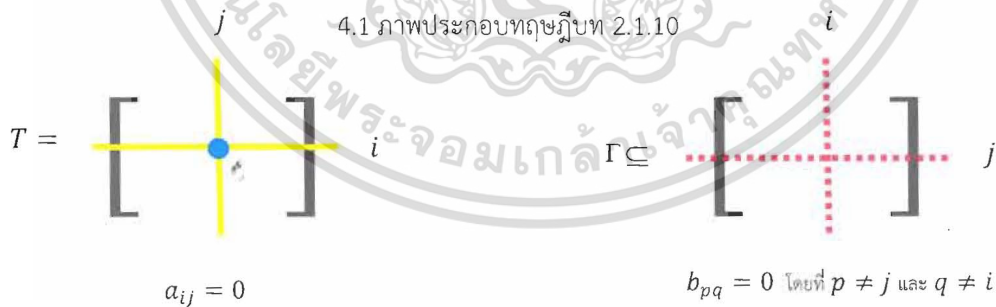 4.1 ภาพประกอบทฤษฎีบท 2.1.10
j i
T = [ ] i Γ⊆ [ ] j
a_{ij} = 0 b_{pq} = 0 โดยที่ p ≠ j และ q ≠ i